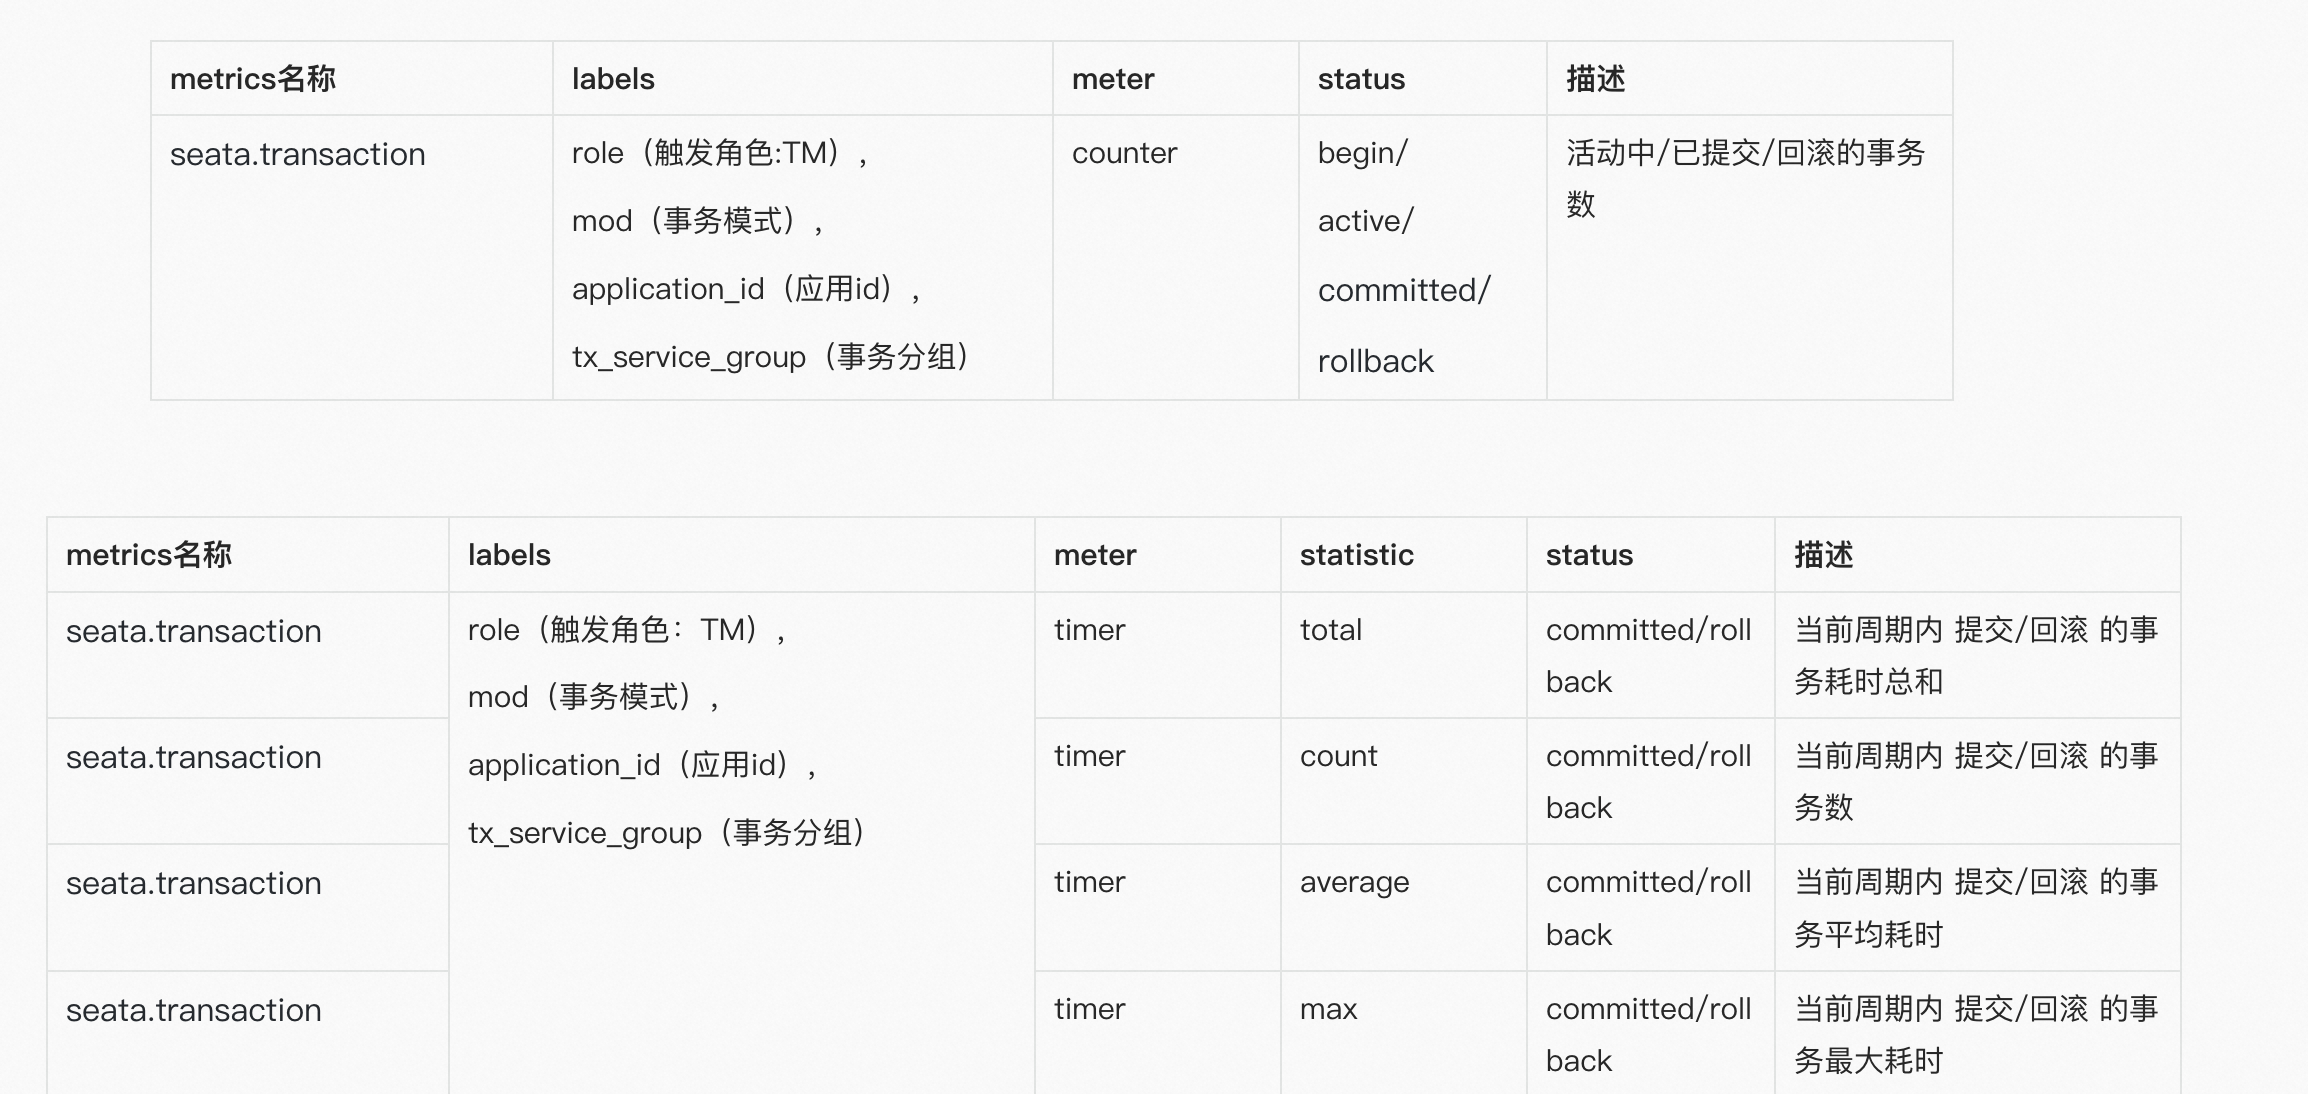 metrics名称 labels meter status 描述
seata.transaction role（触发角色:TM）, counter begin/ 活动中/已提交/回滚的事务
数
mod（事务模式）, active/
application_id（应用id）, committed/
tx_service_group（事务分组） rollback
metrics名称 labels meter statistic status 描述
seata.transaction role（触发角色：TM）, timer total committed/roll 当前周期内 提交/回滚 的事
back 务耗时总和
mod（事务模式）,
seata.transaction application_id（应用id）, timer count committed/roll 当前周期内 提交/回滚 的事
back 务数
tx_service_group（事务分组）
seata.transaction timer average committed/roll 当前周期内 提交/回滚 的事
back 务平均耗时
seata.transaction timer max committed/roll 当前周期内 提交/回滚 的事
back 务最大耗时